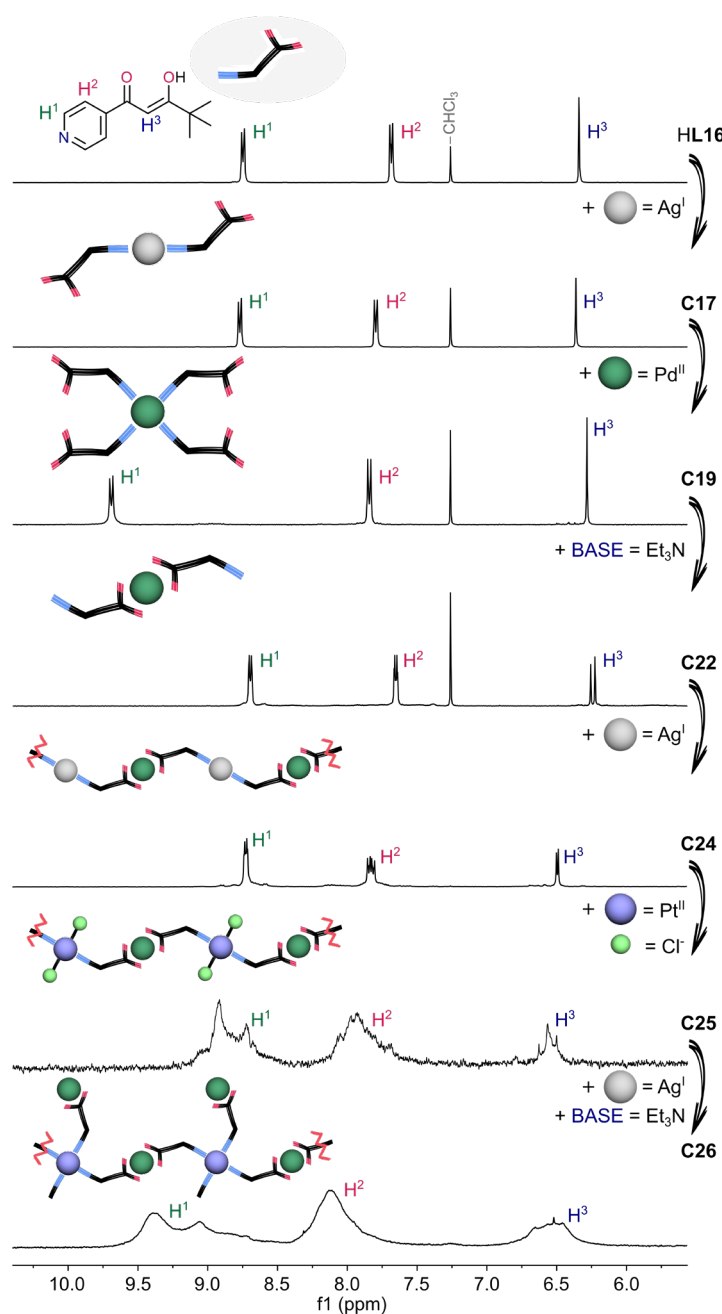 O OH
H²
H¹
H³
N
H¹
– CHCl₃
H²
H³
HL16
+ = Agᴵ
H¹
H²
H³
C17
+ = Pdᴵᴵ
H¹
H²
H³
C19
+ BASE = Et₃N
H¹
H²
H³
C22
+ = Agᴵ
H¹
H²
H³
C24
+ = Ptᴵᴵ
= Cl⁻
H¹
H²
H³
C25
+ = Agᴵ
+ BASE = Et₃N
C26
H¹
H²
H³
10.0 9.5 9.0 8.5 8.0 7.5 7.0 6.5 6.0
f1 (ppm)